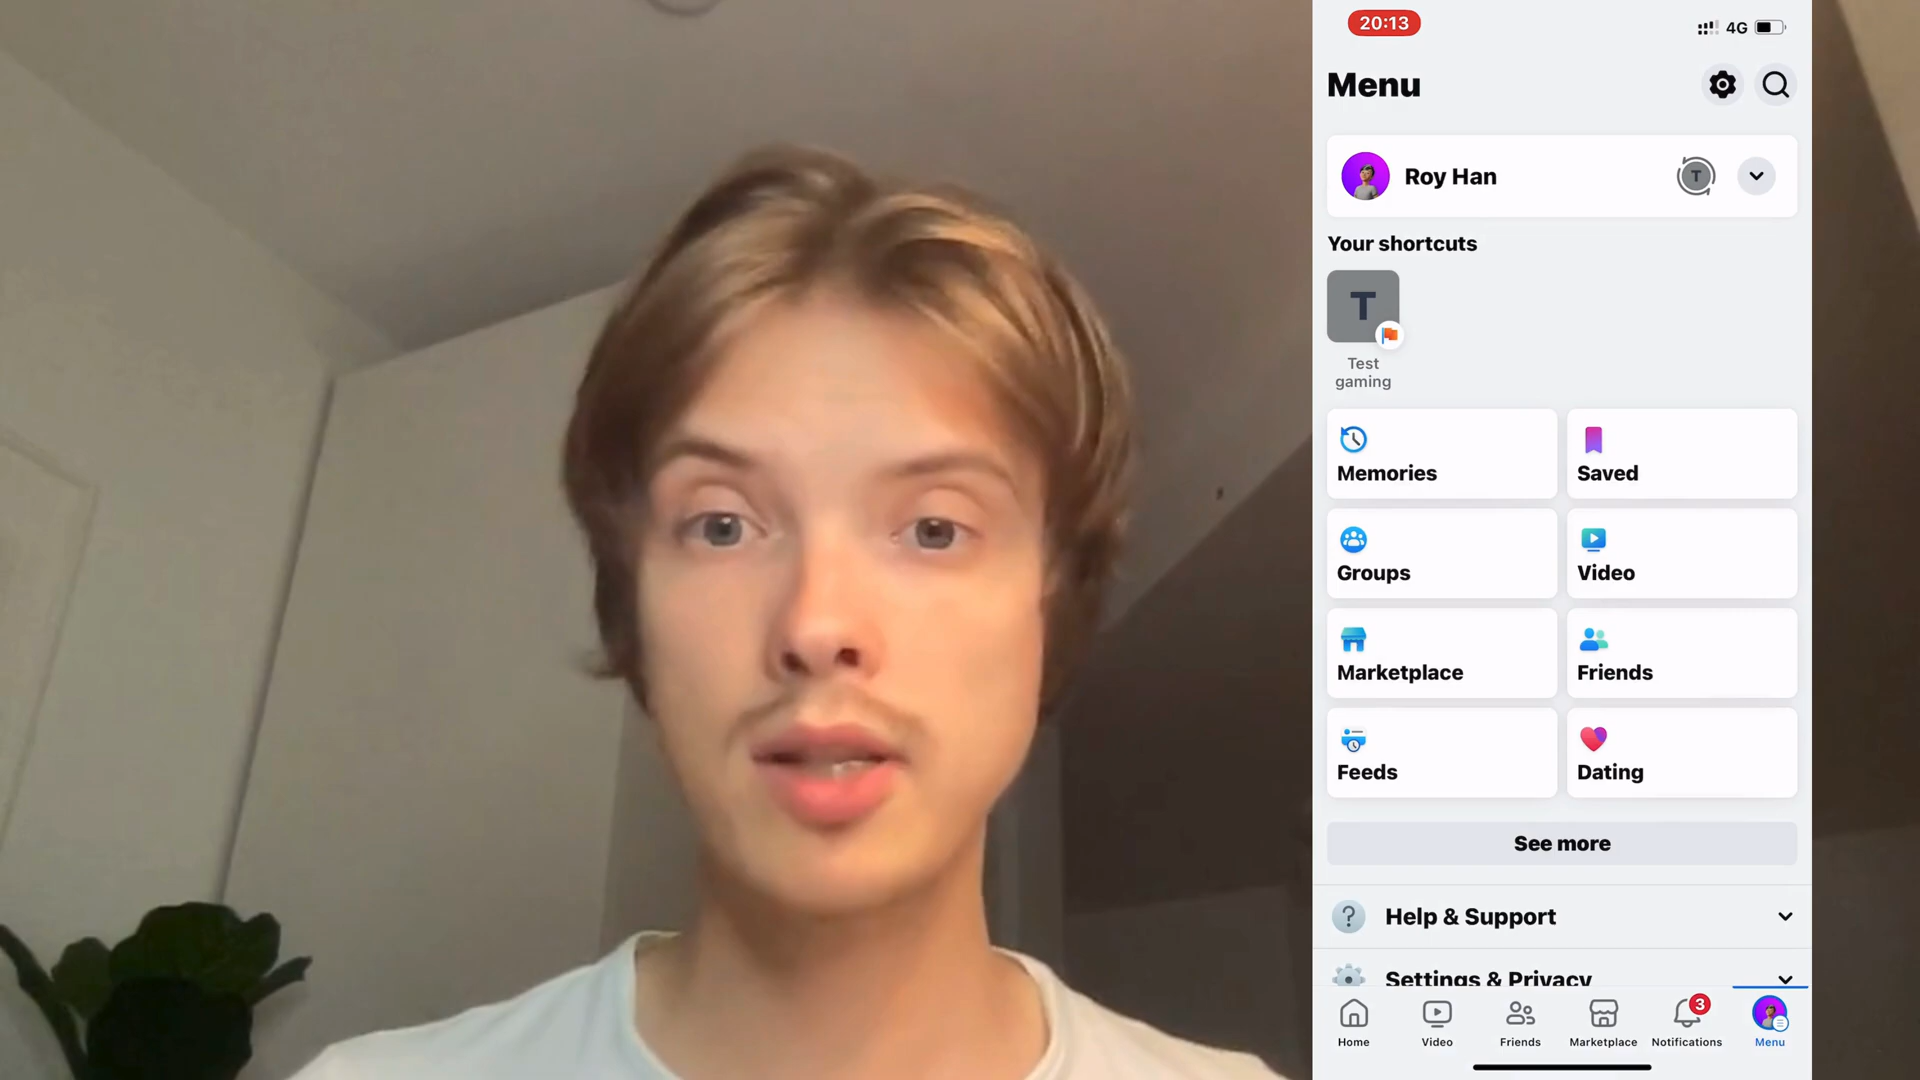 20:13
4G
Menu
Roy Han
T
Your shortcuts
T
Test
gaming
Memories
Saved
Groups
Video
Marketplace
Friends
Feeds
Dating
See more
? Help & Support
Settings & Privacy
3
Home
Video
Friends
Marketplace
Notifications
Menu